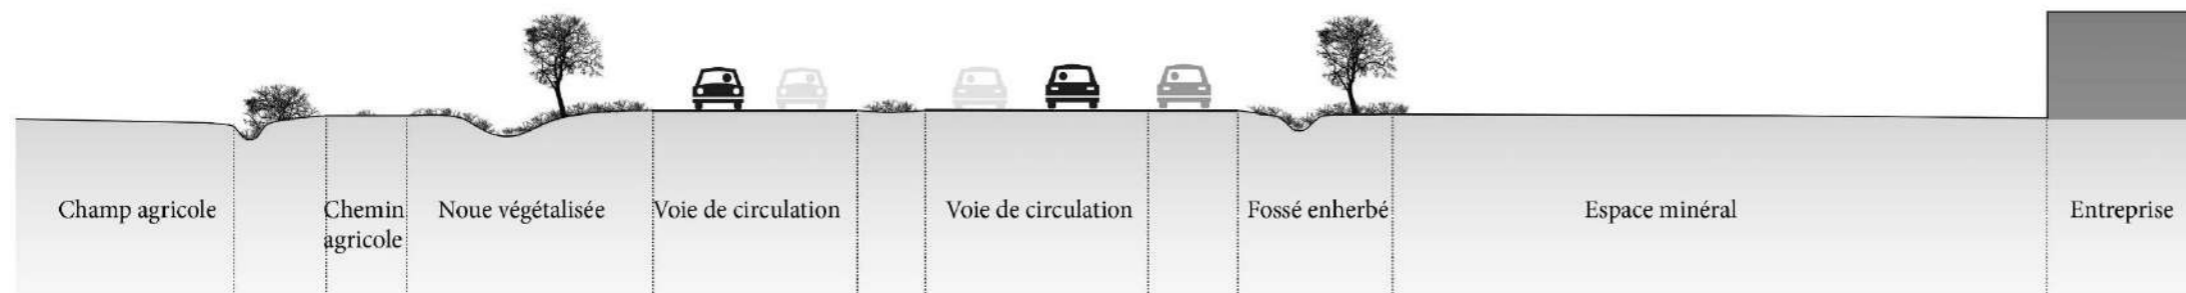 Champ agricole
Chemin
agricole
Noue végétalisée
Voie de circulation
Voie de circulation
Fossé enherbé
Espace minéral
Entreprise